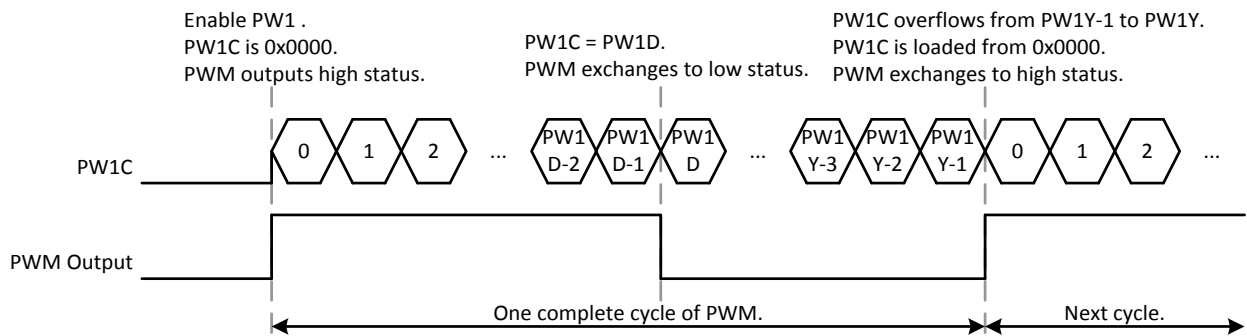 Enable PW1 .
PW1C is 0x0000.
PWM outputs high status.
PW1C = PW1D.
PWM exchanges to low status.
PW1C overflows from PW1Y-1 to PW1Y.
PW1C is loaded from 0x0000.
PWM exchanges to high status.
PW1C
0 1 2 ... PW1 D-2 PW1 D-1 PW1 D ... PW1 Y-3 PW1 Y-2 PW1 Y-1 0 1 2 ...
PWM Output
One complete cycle of PWM.
Next cycle.